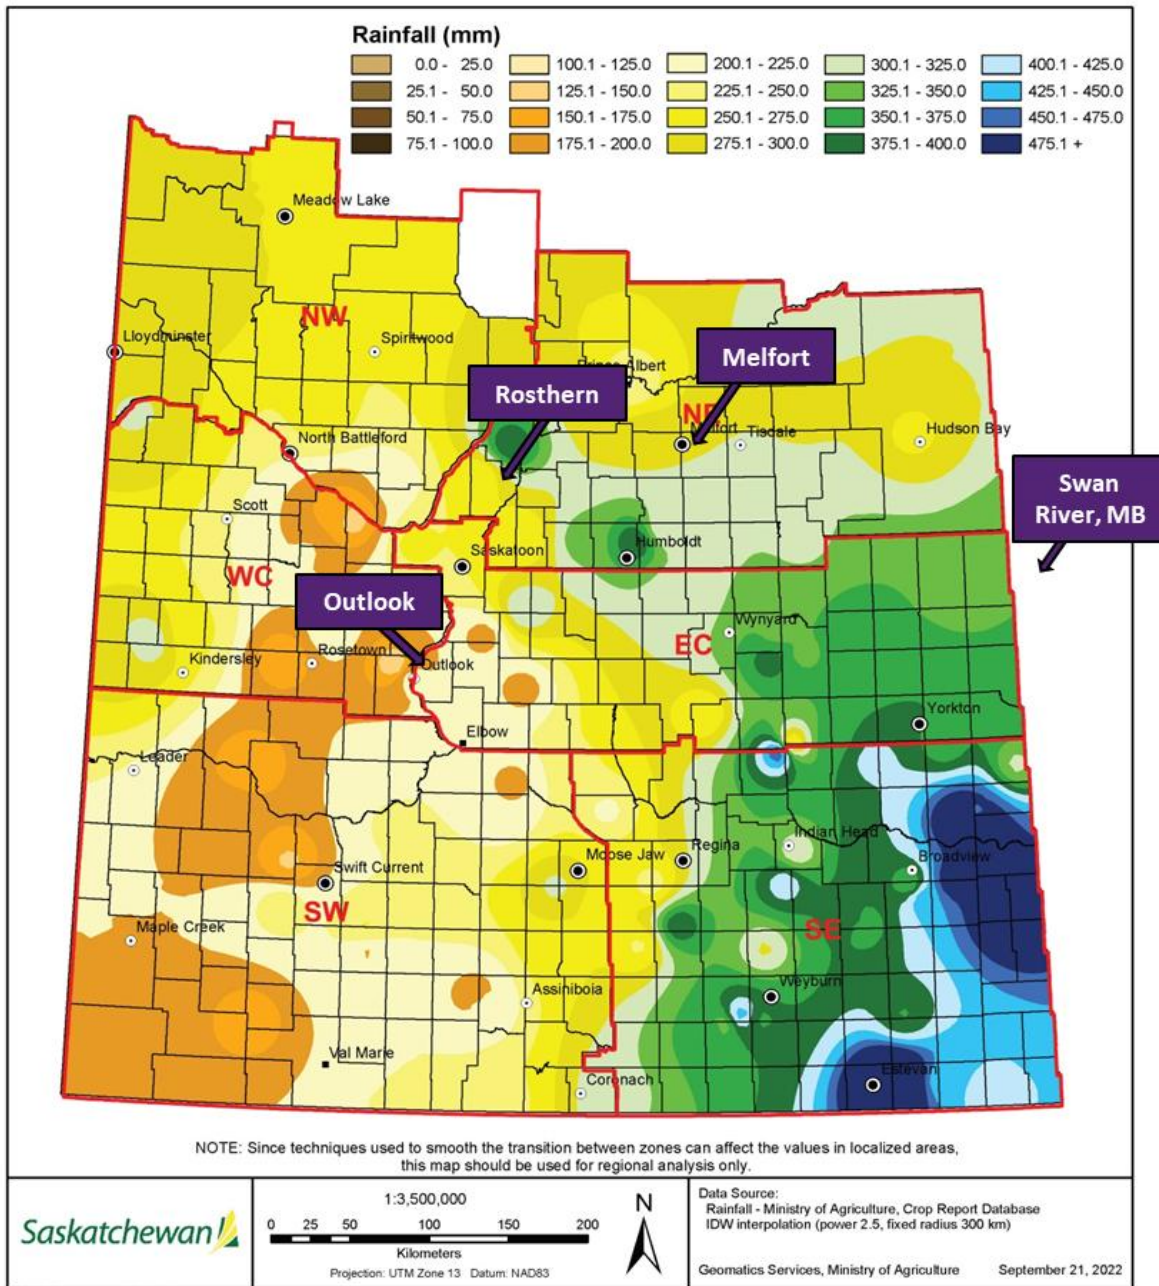 Rainfall (mm)
0.0 - 25.0
25.1 - 50.0
50.1 - 75.0
75.1 - 100.0
100.1 - 125.0
125.1 - 150.0
150.1 - 175.0
175.1 - 200.0
200.1 - 225.0
225.1 - 250.0
250.1 - 275.0
275.1 - 300.0
300.1 - 325.0
325.1 - 350.0
350.1 - 375.0
375.1 - 400.0
400.1 - 425.0
425.1 - 450.0
450.1 - 475.0
475.1 +
Meadow Lake
NW
Lloydminster
Spiritwood
Albert
Melfort
Rosthern
Tisdale
Hudson Bay
North Battleford
Swan
River, MB
Scott
Humboldt
Saskatoon
WC
Outlook
Wynyard
EC
Kindersley
Rosetown
Outlook
Yorkton
Elbow
Leader
Indian Head
Moose Jaw
Regina
Broadview
Swift Current
SW
SE
Maple Creek
Weyburn
Assiniboia
Val Marie
Estevan
Coronach
NOTE: Since techniques used to smooth the transition between zones can affect the values in localized areas,
this map should be used for regional analysis only.
Saskatchewan
1:3,500,000
0 25 50 100 150 200
Kilometers
Projection: UTM Zone 13 Datum: NAD83
N
Data Source:
Rainfall - Ministry of Agriculture, Crop Report Database
IDW interpolation (power 2.5, fixed radius 300 km)
Geomatics Services, Ministry of Agriculture September 21, 2022